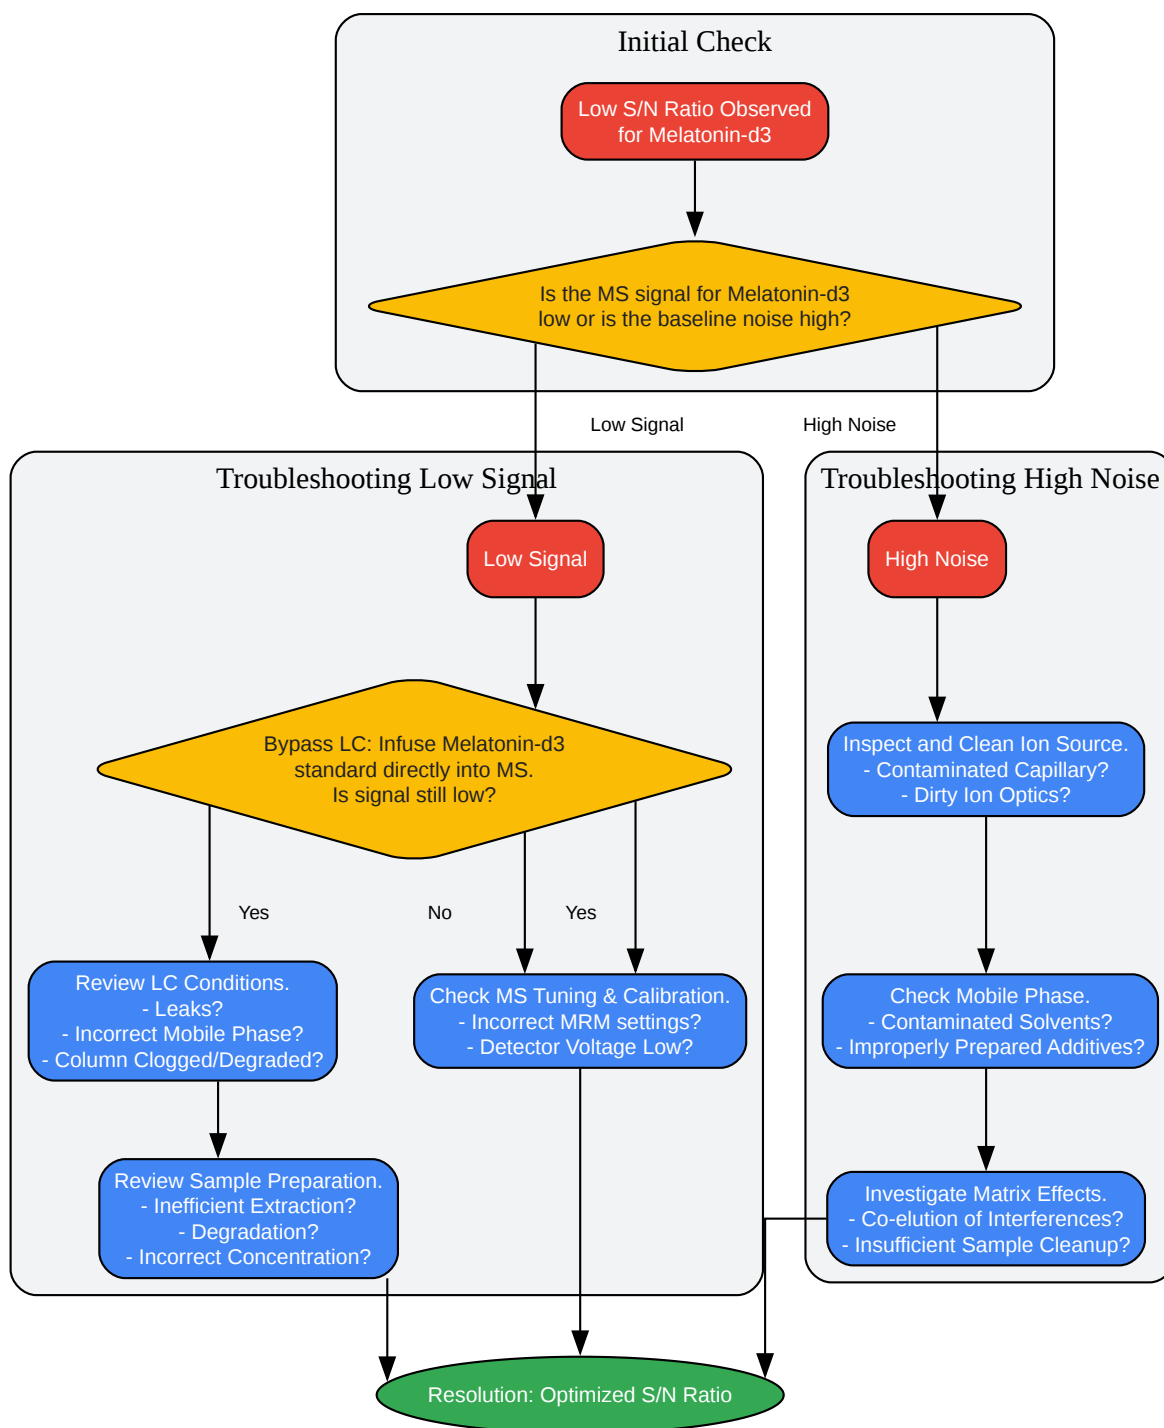 Initial Check
Low S/N Ratio Observed
for Melatonin-d3
Is the MS signal for Melatonin-d3
low or is the baseline noise high?
Low Signal
High Noise
Troubleshooting Low Signal
Low Signal
Bypass LC: Infuse Melatonin-d3
standard directly into MS.
Is signal still low?
Yes
No
Yes
Review LC Conditions.
- Leaks?
- Incorrect Mobile Phase?
- Column Clogged/Degraded?
Check MS Tuning & Calibration.
- Incorrect MRM settings?
- Detector Voltage Low?
Review Sample Preparation.
- Inefficient Extraction?
- Degradation?
- Incorrect Concentration?
Troubleshooting High Noise
High Noise
Inspect and Clean Ion Source.
- Contaminated Capillary?
- Dirty Ion Optics?
Check Mobile Phase.
- Contaminated Solvents?
- Improperly Prepared Additives?
Investigate Matrix Effects.
- Co-elution of Interferences?
- Insufficient Sample Cleanup?
Resolution: Optimized S/N Ratio